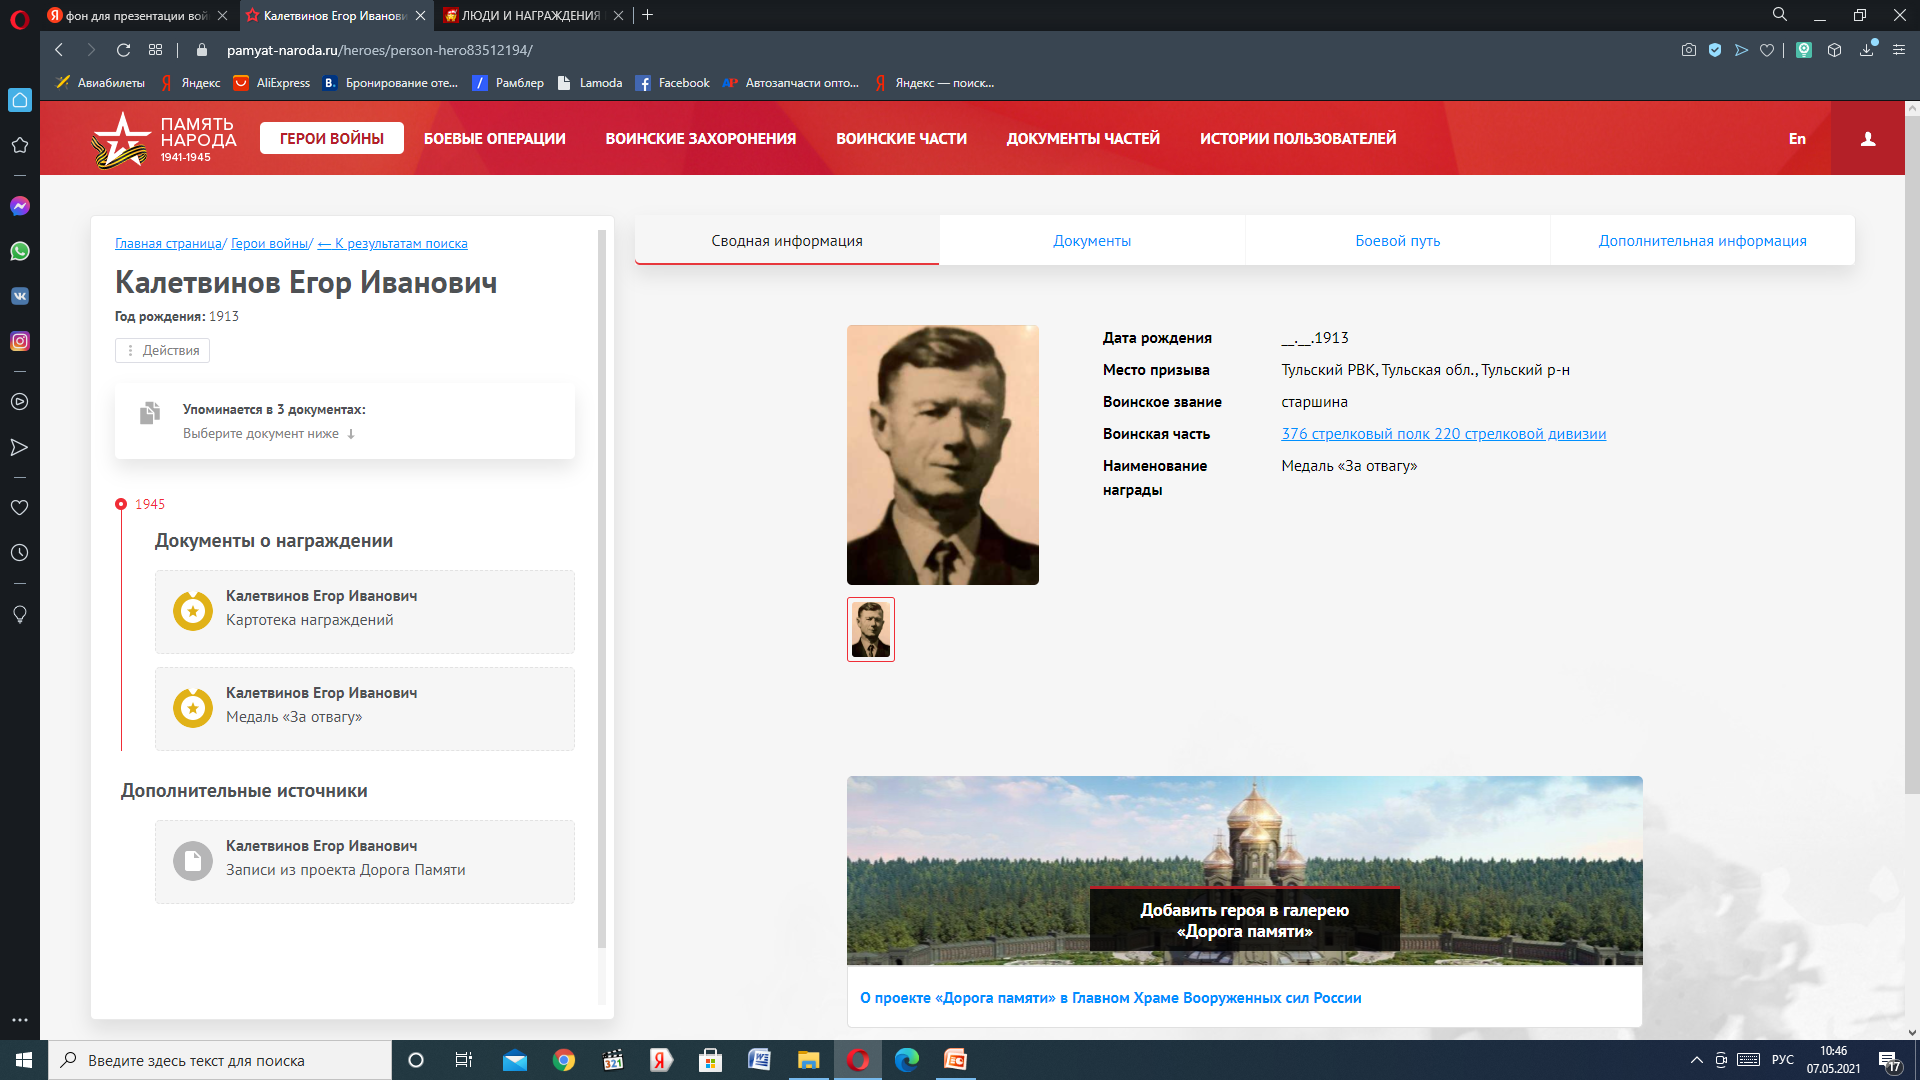 фон для презентации вой
Калетвинов Егор Иванови
ЛЮДИ И НАГРАЖДЕНИЯ
pamyat-naroda.ru/heroes/person-hero83512194/
Авиабилеты
Яндекс
AliExpress
Бронирование оте...
Рамблер
Lamoda
Facebook
Автозапчасти опто...
Яндекс — поиск...
ПАМЯТЬ
НАРОДА
1941-1945
ГЕРОИ ВОЙНЫ
БОЕВЫЕ ОПЕРАЦИИ
ВОИНСКИЕ ЗАХОРОНЕНИЯ
ВОИНСКИЕ ЧАСТИ
ДОКУМЕНТЫ ЧАСТЕЙ
ИСТОРИИ ПОЛЬЗОВАТЕЛЕЙ
En
Главная страница/ Герои войны/ ← К результатам поиска
Калетвинов Егор Иванович
Год рождения: 1913
Действия
Упоминается в 3 документах:
Выберите документ ниже ↓
1945
Документы о награждении
Калетвинов Егор Иванович
Картотека награждений
Калетвинов Егор Иванович
Медаль «За отвагу»
Дополнительные источники
Калетвинов Егор Иванович
Записи из проекта Дорога Памяти
Сводная информация
Документы
Боевой путь
Дополнительная информация
Дата рождения __.__.1913
Место призыва Тульский РВК, Тульская обл., Тульский р-н
Воинское звание старшина
Воинская часть 376 стрелковый полк 220 стрелковой дивизии
Наименование награды Медаль «За отвагу»
Добавить героя в галерею
«Дорога памяти»
О проекте «Дорога памяти» в Главном Храме Вооруженных сил России
Введите здесь текст для поиска
321
РУС
10:46
07.05.2021
17